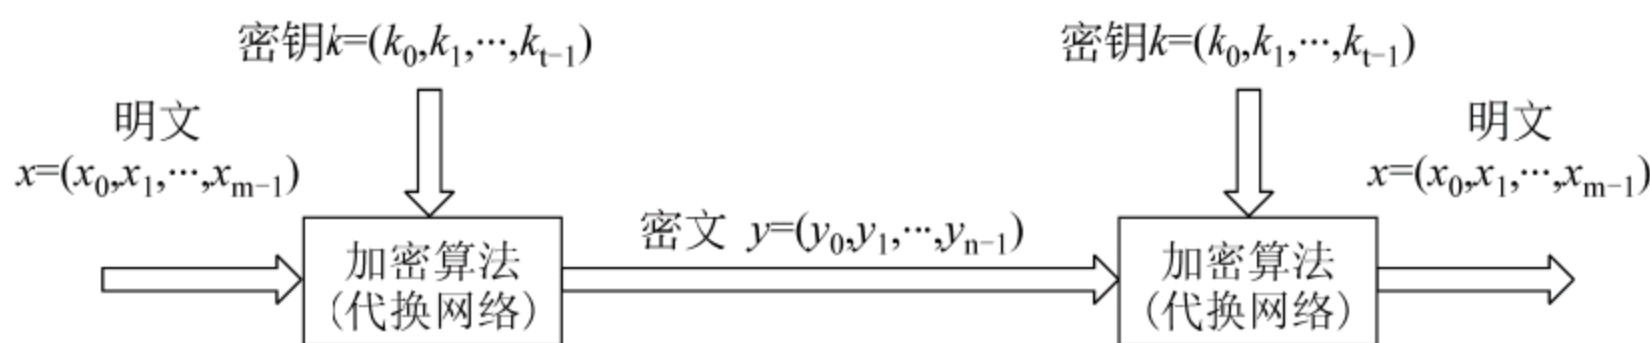 密钥k=(k₀,k₁,···,kₜ₋₁)
密钥k=(k₀,k₁,···,kₜ₋₁)
明文
x=(x₀,x₁,···,xₘ₋₁)
明文
x=(x₀,x₁,···,xₘ₋₁)
密文 y=(y₀,y₁,···,yₙ₋₁)
加密算法
(代换网络)
加密算法
(代换网络)